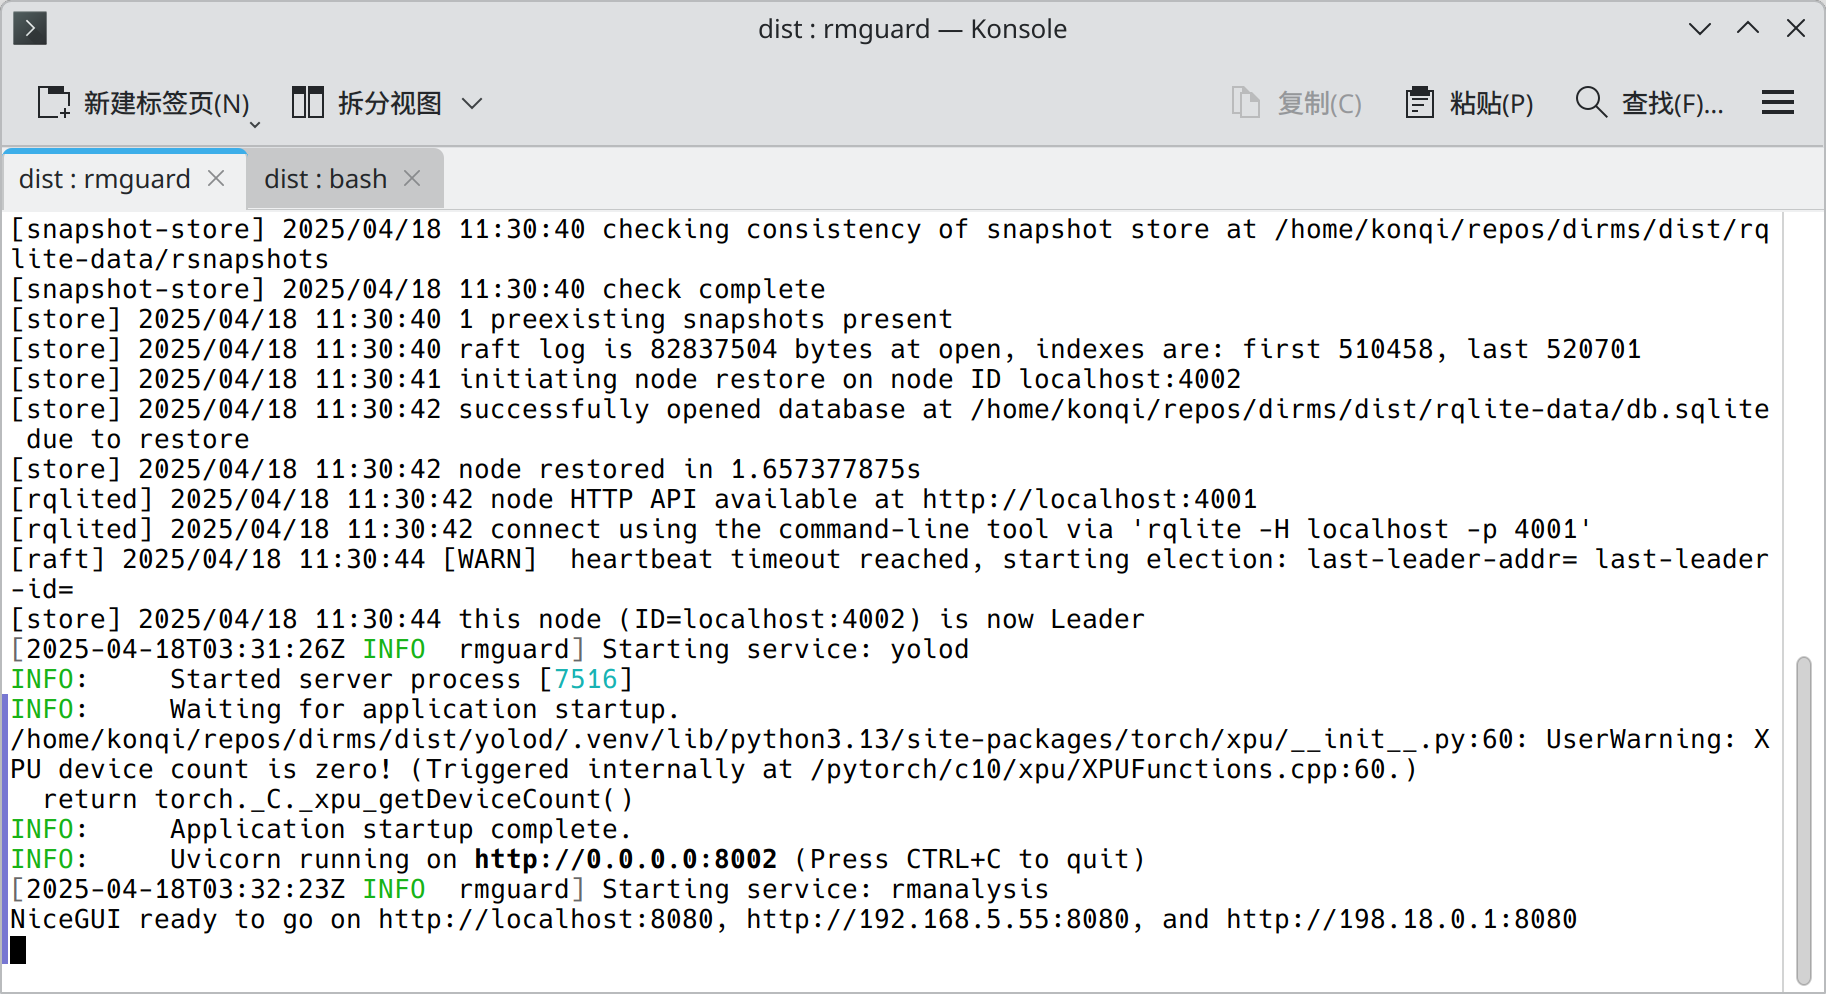 dist : rmguard — Konsole
新建标签页(N) 拆分视图 复制(C) 粘贴(P) 查找(F)...
dist : rmguard dist : bash
[snapshot-store] 2025/04/18 11:30:40 checking consistency of snapshot store at /home/konqi/repos/dirms/dist/rq
lite-data/rsnapshots
[snapshot-store] 2025/04/18 11:30:40 check complete
[store] 2025/04/18 11:30:40 1 preexisting snapshots present
[store] 2025/04/18 11:30:40 raft log is 82837504 bytes at open, indexes are: first 510458, last 520701
[store] 2025/04/18 11:30:41 initiating node restore on node ID localhost:4002
[store] 2025/04/18 11:30:42 successfully opened database at /home/konqi/repos/dirms/dist/rqlite-data/db.sqlite
 due to restore
[store] 2025/04/18 11:30:42 node restored in 1.657377875s
[rqlited] 2025/04/18 11:30:42 node HTTP API available at http://localhost:4001
[rqlited] 2025/04/18 11:30:42 connect using the command-line tool via 'rqlite -H localhost -p 4001'
[raft] 2025/04/18 11:30:44 [WARN]  heartbeat timeout reached, starting election: last-leader-addr= last-leader
-id=
[store] 2025/04/18 11:30:44 this node (ID=localhost:4002) is now Leader
[2025-04-18T03:31:26Z INFO  rmguard] Starting service: yolod
INFO:     Started server process [7516]
INFO:     Waiting for application startup.
/home/konqi/repos/dirms/dist/yolod/.venv/lib/python3.13/site-packages/torch/xpu/__init__.py:60: UserWarning: X
PU device count is zero! (Triggered internally at /pytorch/c10/xpu/XPUFunctions.cpp:60.)
  return torch._C._xpu_getDeviceCount()
INFO:     Application startup complete.
INFO:     Uvicorn running on http://0.0.0.0:8002 (Press CTRL+C to quit)
[2025-04-18T03:32:23Z INFO  rmguard] Starting service: rmanalysis
NiceGUI ready to go on http://localhost:8080, http://192.168.5.55:8080, and http://198.18.0.1:8080